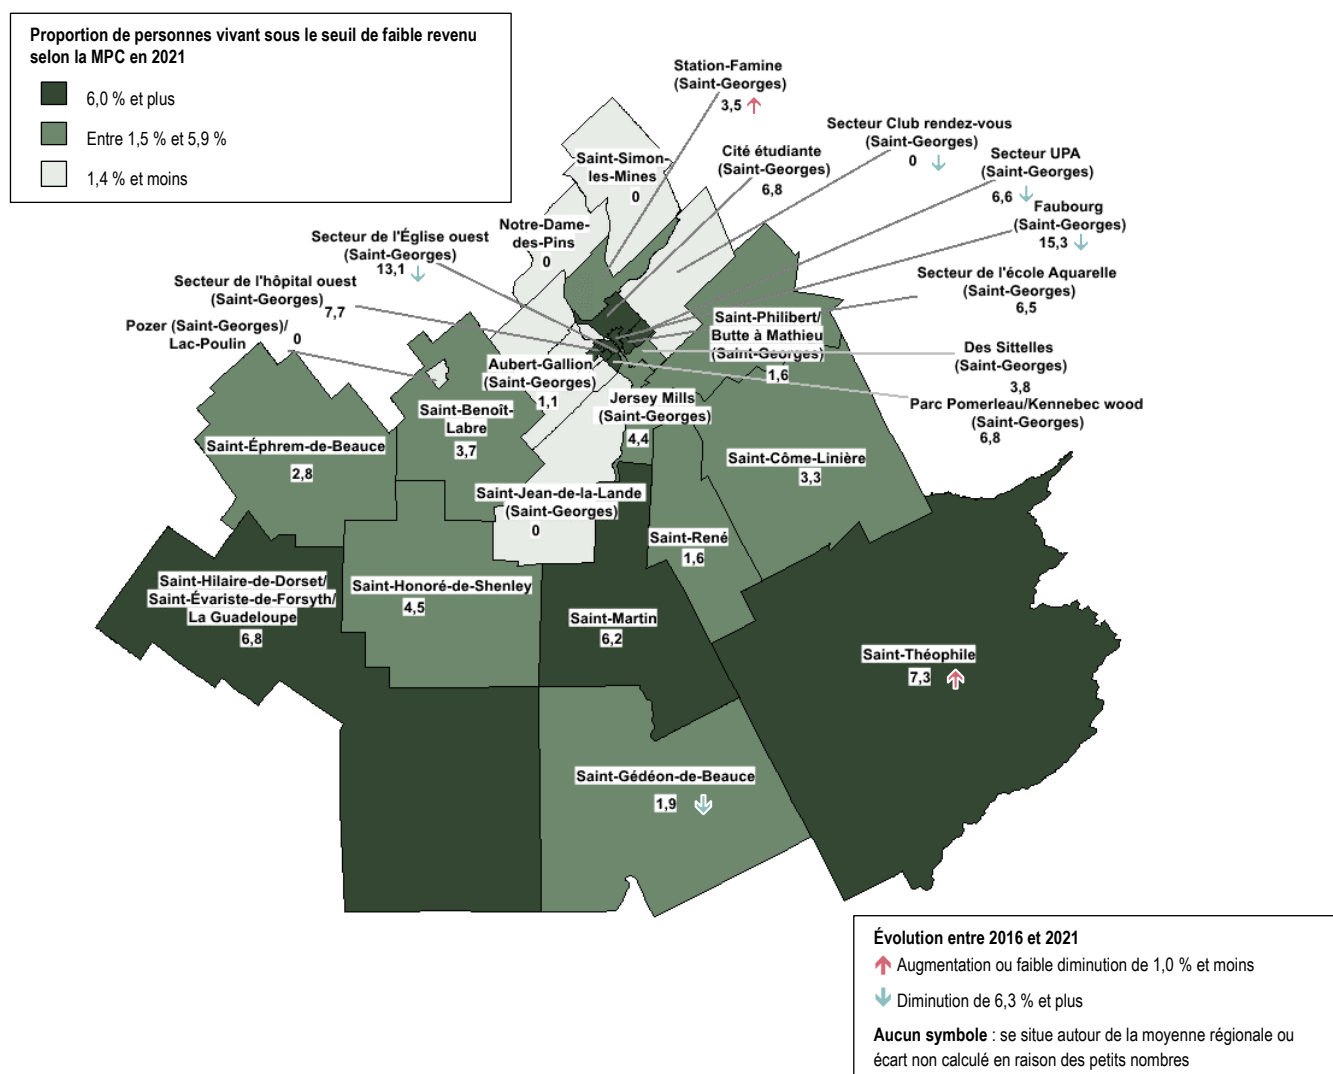 Proportion de personnes vivant sous le seuil de faible revenu
selon la MPC en 2021
6,0 % et plus
Entre 1,5 % et 5,9 %
1,4 % et moins
Station-Famine
(Saint-Georges)
3,5
Secteur Club rendez-vous
(Saint-Georges)
0
Cité étudiante
(Saint-Georges)
6,8
Secteur UPA
(Saint-Georges)
6,6
Saint-Simon-
les-Mines
0
Faubourg
(Saint-Georges)
15,3
Notre-Dame-
des-Pins
0
Secteur de l'Église ouest
(Saint-Georges)
13,1
Secteur de l'hôpital ouest
(Saint-Georges)
7,7
Secteur de l'école Aquarelle
(Saint-Georges)
6,5
Pozer (Saint-Georges)/
Lac-Poulin
0
Saint-Philibert/
Butte à Mathieu
(Saint-Georges)
1,6
Des Sittelles
(Saint-Georges)
3,8
Aubert-Gallion
(Saint-Georges)
1,1
Jersey Mills
(Saint-Georges)
4,4
Parc Pomerleau/Kennebec wood
(Saint-Georges)
6,8
Saint-Benoît-
Labre
3,7
Saint-Éphrem-de-Beauce
2,8
Saint-Côme-Linière
3,3
Saint-Jean-de-la-Lande
(Saint-Georges)
0
Saint-René
1,6
Saint-Hilaire-de-Dorset/
Saint-Évariste-de-Forsyth/
La Guadeloupe
6,8
Saint-Honoré-de-Shenley
4,5
Saint-Martin
6,2
Saint-Théophile
7,3
Saint-Gédéon-de-Beauce
1,9
Évolution entre 2016 et 2021
Augmentation ou faible diminution de 1,0 % et moins
Diminution de 6,3 % et plus
Aucun symbole : se situe autour de la moyenne régionale ou
écart non calculé en raison des petits nombres